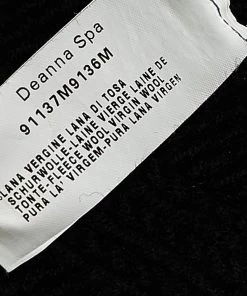 Deanna Spa
91137M9136M
LANA VERGINE LANA DI TOSA
SCHURWOLLE-LAINE VIERGE LAINE DE
TONTE-FLEECE WOOL VIRGIN WOOL
PURA LA' VIRGEM-PURA LANA VIRGEN